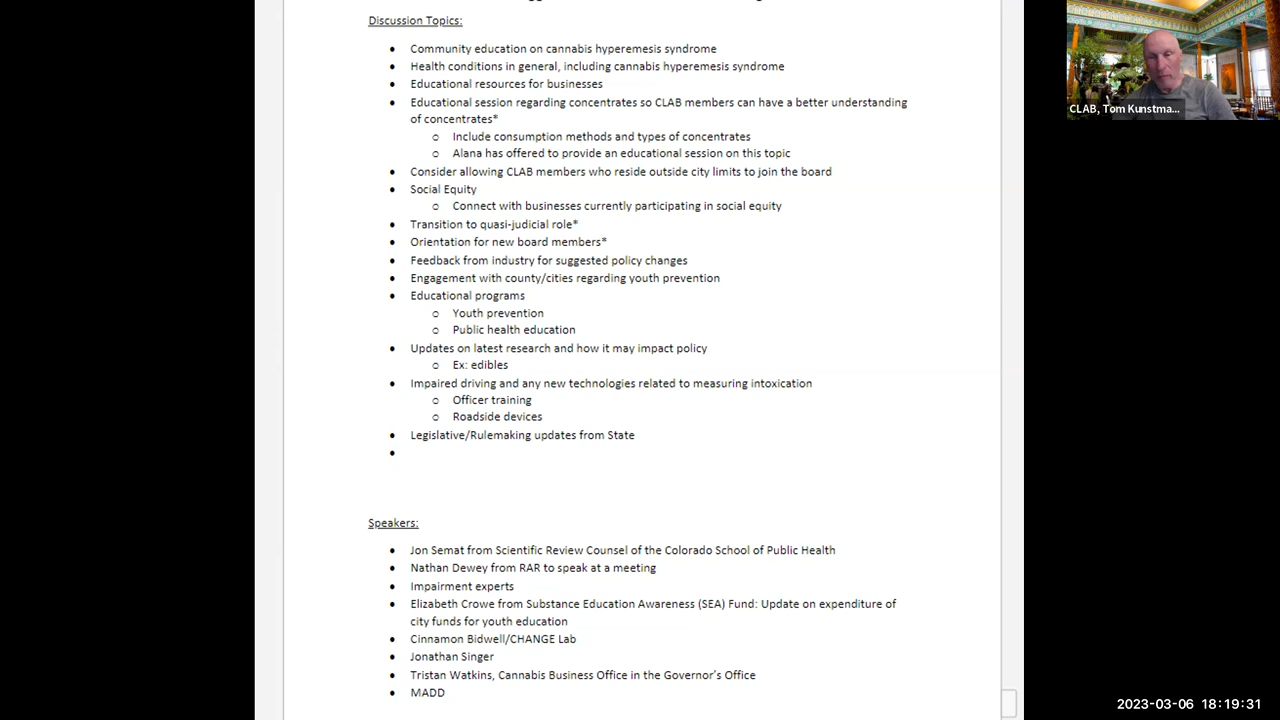 Discussion Topics:
• Community education on cannabis hyperemesis syndrome
• Health conditions in general, including cannabis hyperemesis syndrome
• Educational resources for businesses
• Educational session regarding concentrates so CLAB members can have a better understanding
of concentrates*
o Include consumption methods and types of concentrates
o Alana has offered to provide an educational session on this topic
• Consider allowing CLAB members who reside outside city limits to join the board
• Social Equity
o Connect with businesses currently participating in social equity
• Transition to quasi-judicial role*
• Orientation for new board members*
• Feedback from industry for suggested policy changes
• Engagement with county/cities regarding youth prevention
• Educational programs
o Youth prevention
o Public health education
• Updates on latest research and how it may impact policy
o Ex: edibles
• Impaired driving and any new technologies related to measuring intoxication
o Officer training
o Roadside devices
• Legislative/Rulemaking updates from State
•
Speakers:
• Jon Semat from Scientific Review Counsel of the Colorado School of Public Health
• Nathan Dewey from RAR to speak at a meeting
• Impairment experts
• Elizabeth Crowe from Substance Education Awareness (SEA) Fund: Update on expenditure of
city funds for youth education
• Cinnamon Bidwell/CHANGE Lab
• Jonathan Singer
• Tristan Watkins, Cannabis Business Office in the Governor's Office
• MADD
CLAB, Tom Kunstma...
2023-03-06 18:19:31